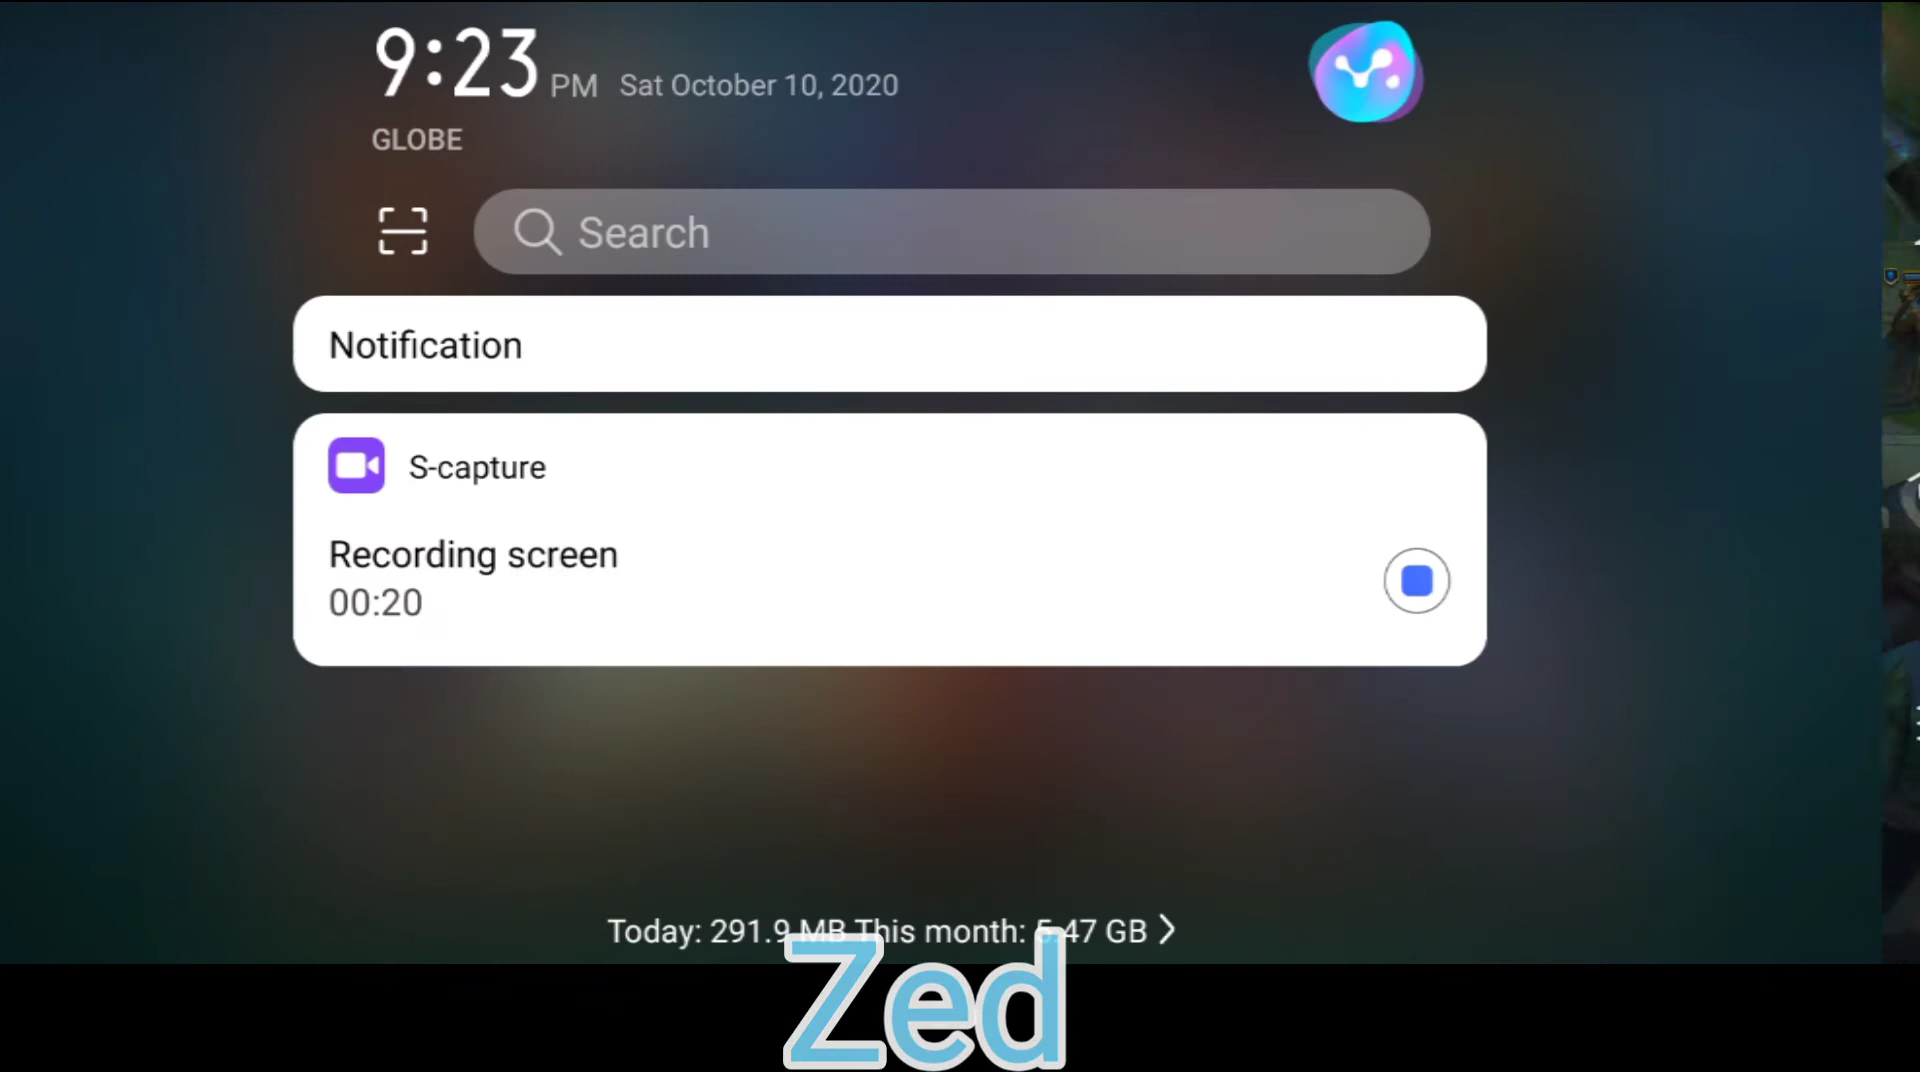 9:23 PM Sat October 10, 2020
GLOBE
Search
Notification
S-capture
Recording screen
00:20
Today: 291.9 MB This month: 5.47 GB
Zed